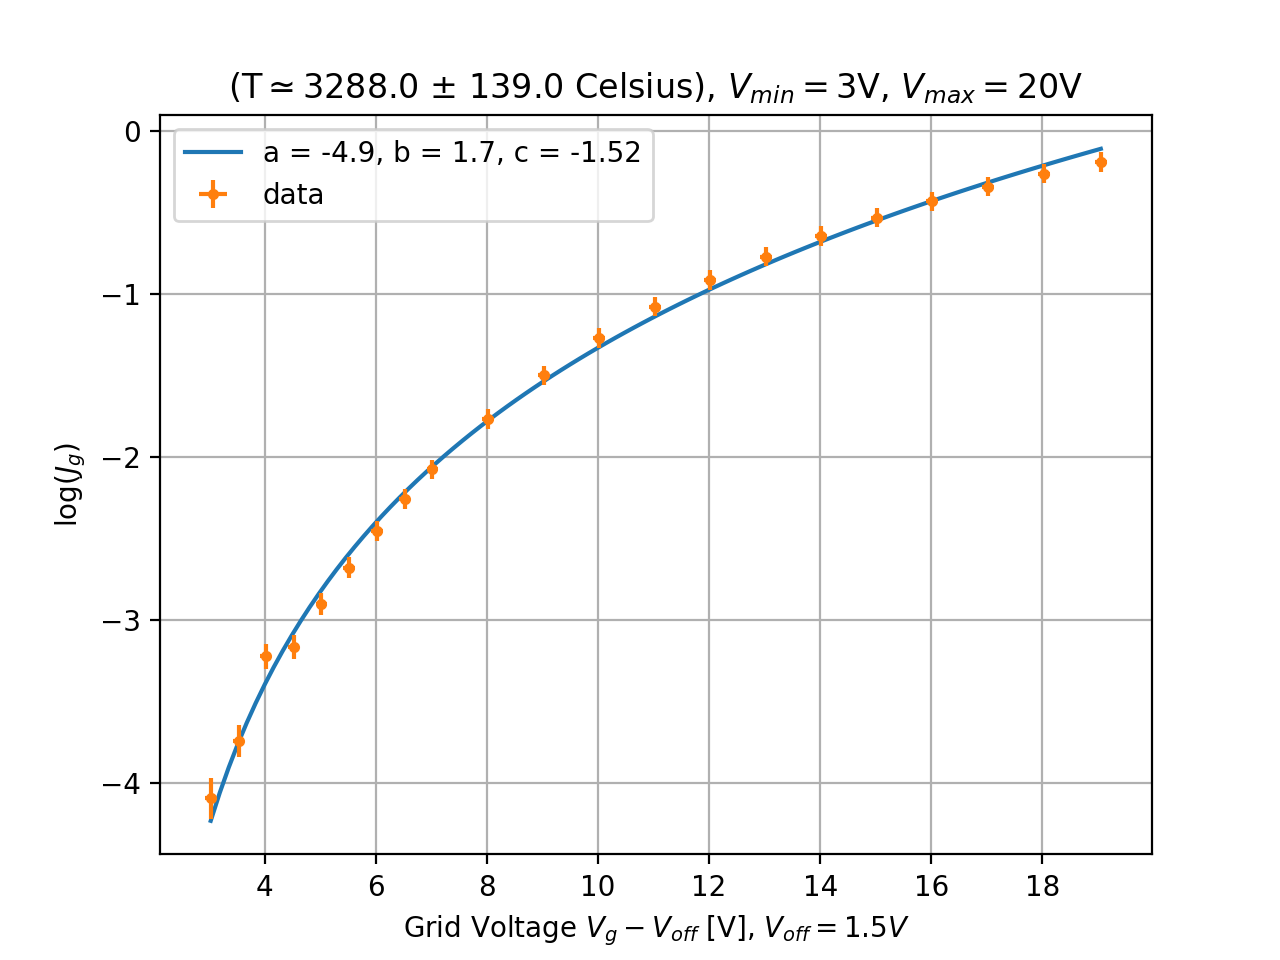 (T ≃ 3288.0 ± 139.0 Celsius), V_min = 3V, V_max = 20V
a = -4.9, b = 1.7, c = -1.52
data
0
−1
−2
−3
−4
log(J_g)
4 6 8 10 12 14 16 18
Grid Voltage V_g − V_off [V], V_off = 1.5V